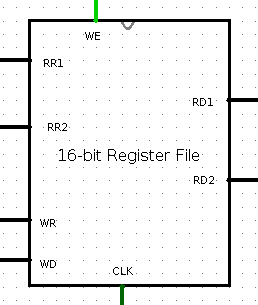 WE
RR1
RD1
RR2
16-bit Register File
RD2
WR
WD
CLK